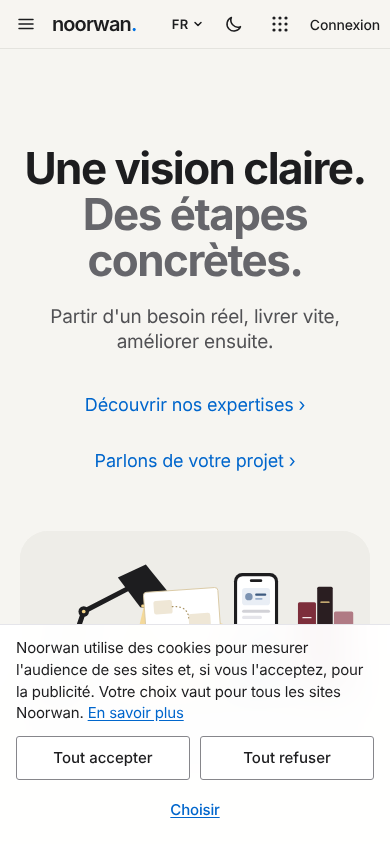 noorwan.
FR
Connexion
Une vision claire.
Des étapes
concrètes.
Partir d'un besoin réel, livrer vite,
améliorer ensuite.
Découvrir nos expertises ›
Parlons de votre projet ›
Noorwan utilise des cookies pour mesurer
l'audience de ses sites et, si vous l'acceptez, pour
la publicité. Votre choix vaut pour tous les sites
Noorwan. En savoir plus
Tout accepter
Tout refuser
Choisir